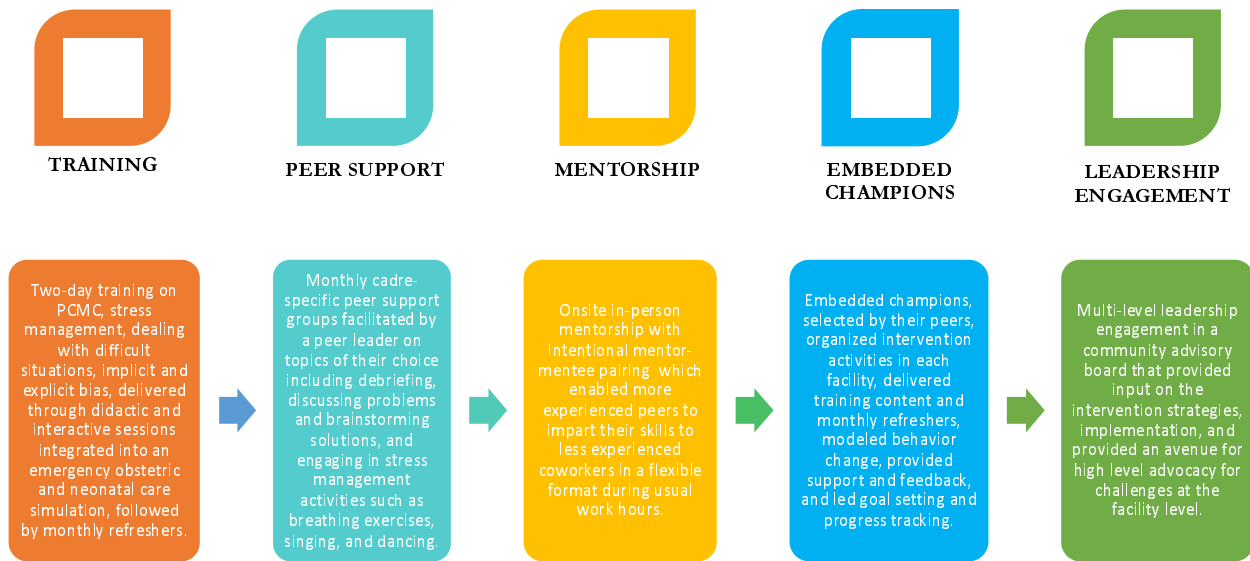 TRAINING
PEER SUPPORT
MENTORSHIP
EMBEDDED
CHAMPIONS
LEADERSHIP
ENGAGEMENT
Two-day training on
PCMC, stress
management, dealing
with difficult
situations, implicit and
explicit bias, delivered
through didactic and
interactive sessions
integrated into an
emergency obstetric
and neonatal care
simulation, followed
by monthly refreshers.
Monthly cadre-
specific peer support
groups facilitated by
a peer leader on
topics of their choice
including debriefing,
discussing problems
and brainstorming
solutions, and
engaging in stress
management
activities such as
breathing exercises,
singing, and dancing.
Onsite in-person
mentorship with
intentional mentor-
mentee pairing which
enabled more
experienced peers to
impart their skills to
less experienced
coworkers in a flexible
format during usual
work hours.
Embedded champions,
selected by their peers,
organized intervention
activities in each
facility, delivered
training content and
monthly refreshers,
modeled behavior
change, provided
support and feedback,
and led goal setting and
progress tracking.
Multi-level leadership
engagement in a
community advisory
board that provided
input on the
intervention strategies,
implementation, and
provided an avenue for
high level advocacy for
challenges at the
facility level.